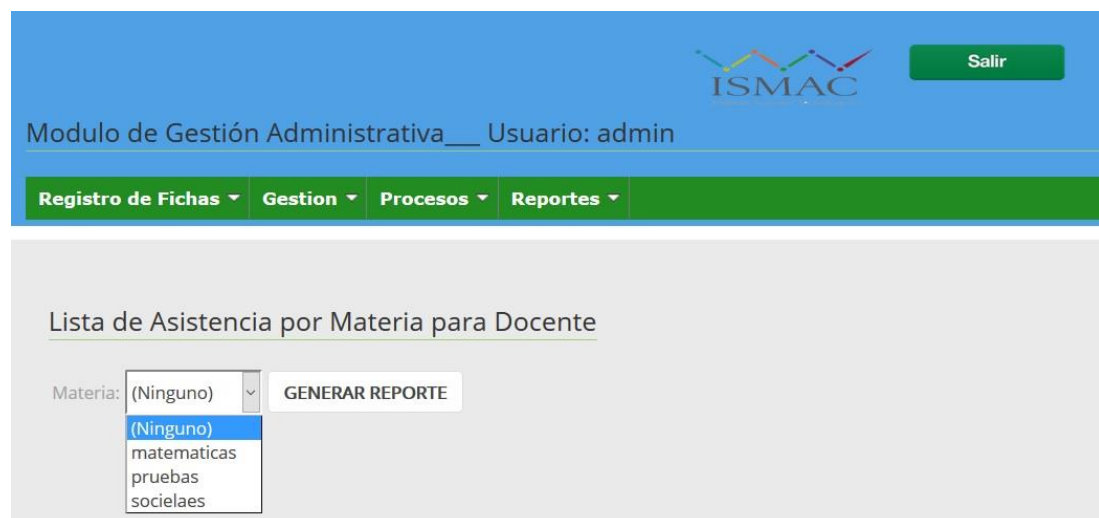 ISMAC
Salir
Modulo de Gestión Administrativa___ Usuario: admin
Registro de Fichas Gestion Procesos Reportes
Lista de Asistencia por Materia para Docente
Materia: (Ninguno) GENERAR REPORTE
(Ninguno)
matematicas
pruebas
socielaes